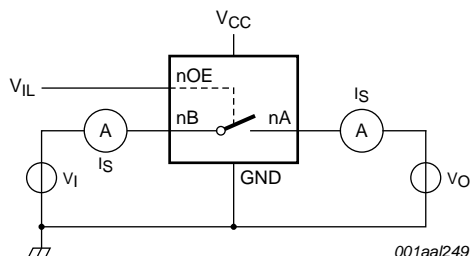 VCC
nOE
VIL
IS
nB
nA
A
A
IS
VI
GND
VO
001aal249